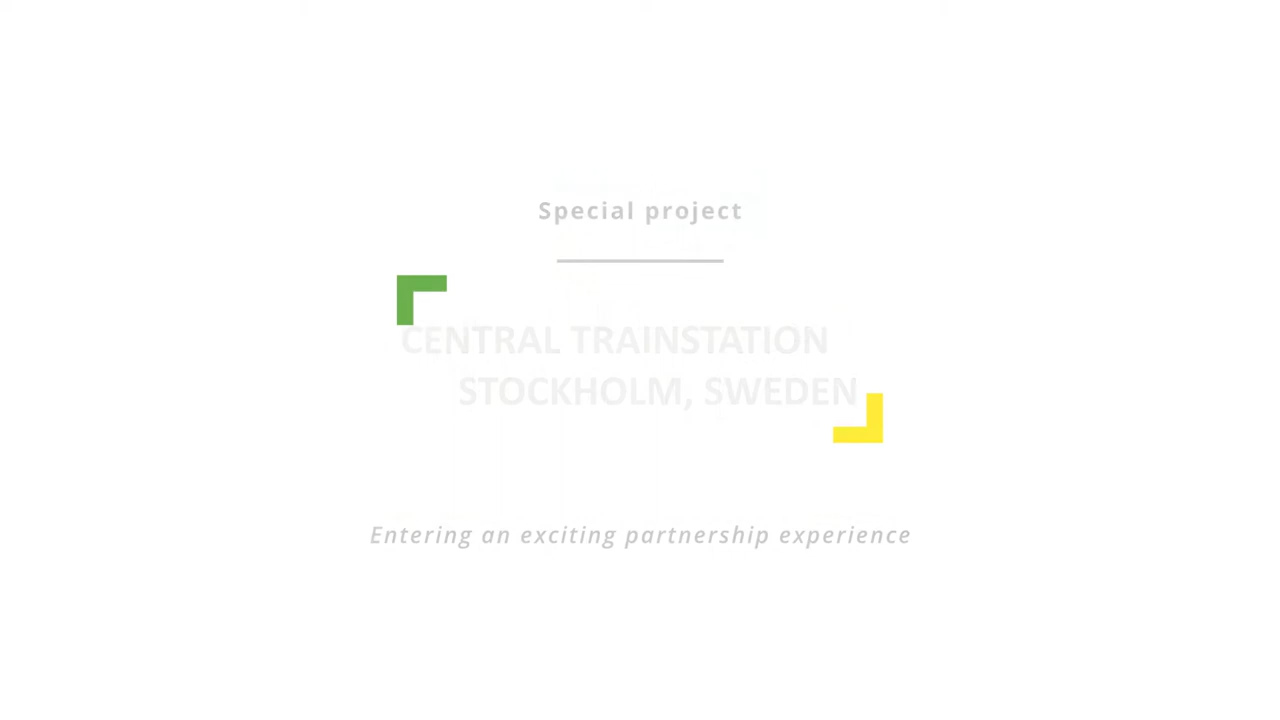 Special project
CENTRAL TRAINSTATION
STOCKHOLM, SWEDEN
Entering an exciting partnership experience